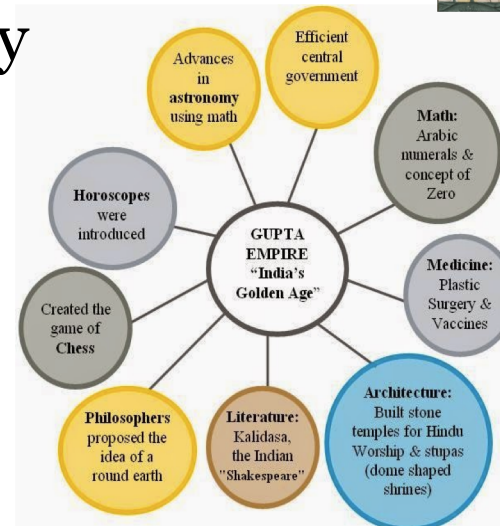 y
Efficient
central
government
Advances
in
astronomy
using math
Math:
Arabic
numerals &
concept of
Zero
Horoscopes
were
introduced
GUPTA
EMPIRE
"India's
Golden Age"
Medicine:
Plastic
Surgery &
Vaccines
Created the
game of
Chess
Philosophers
proposed the
idea of a
round earth
Literature:
Kalidasa,
the Indian
"Shakespeare"
Architecture:
Built stone
temples for Hindu
Worship & stupas
(dome shaped
shrines)